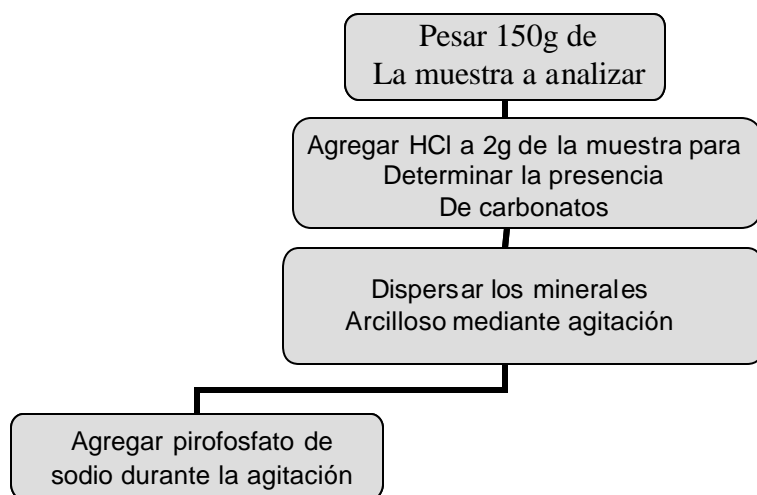 Pesar 150g de
La muestra a analizar
Agregar HCl a 2g de la muestra para
Determinar la presencia
De carbonatos
Dispersar los minerales
Arcilloso mediante agitación
Agregar pirofosfato de
sodio durante la agitación